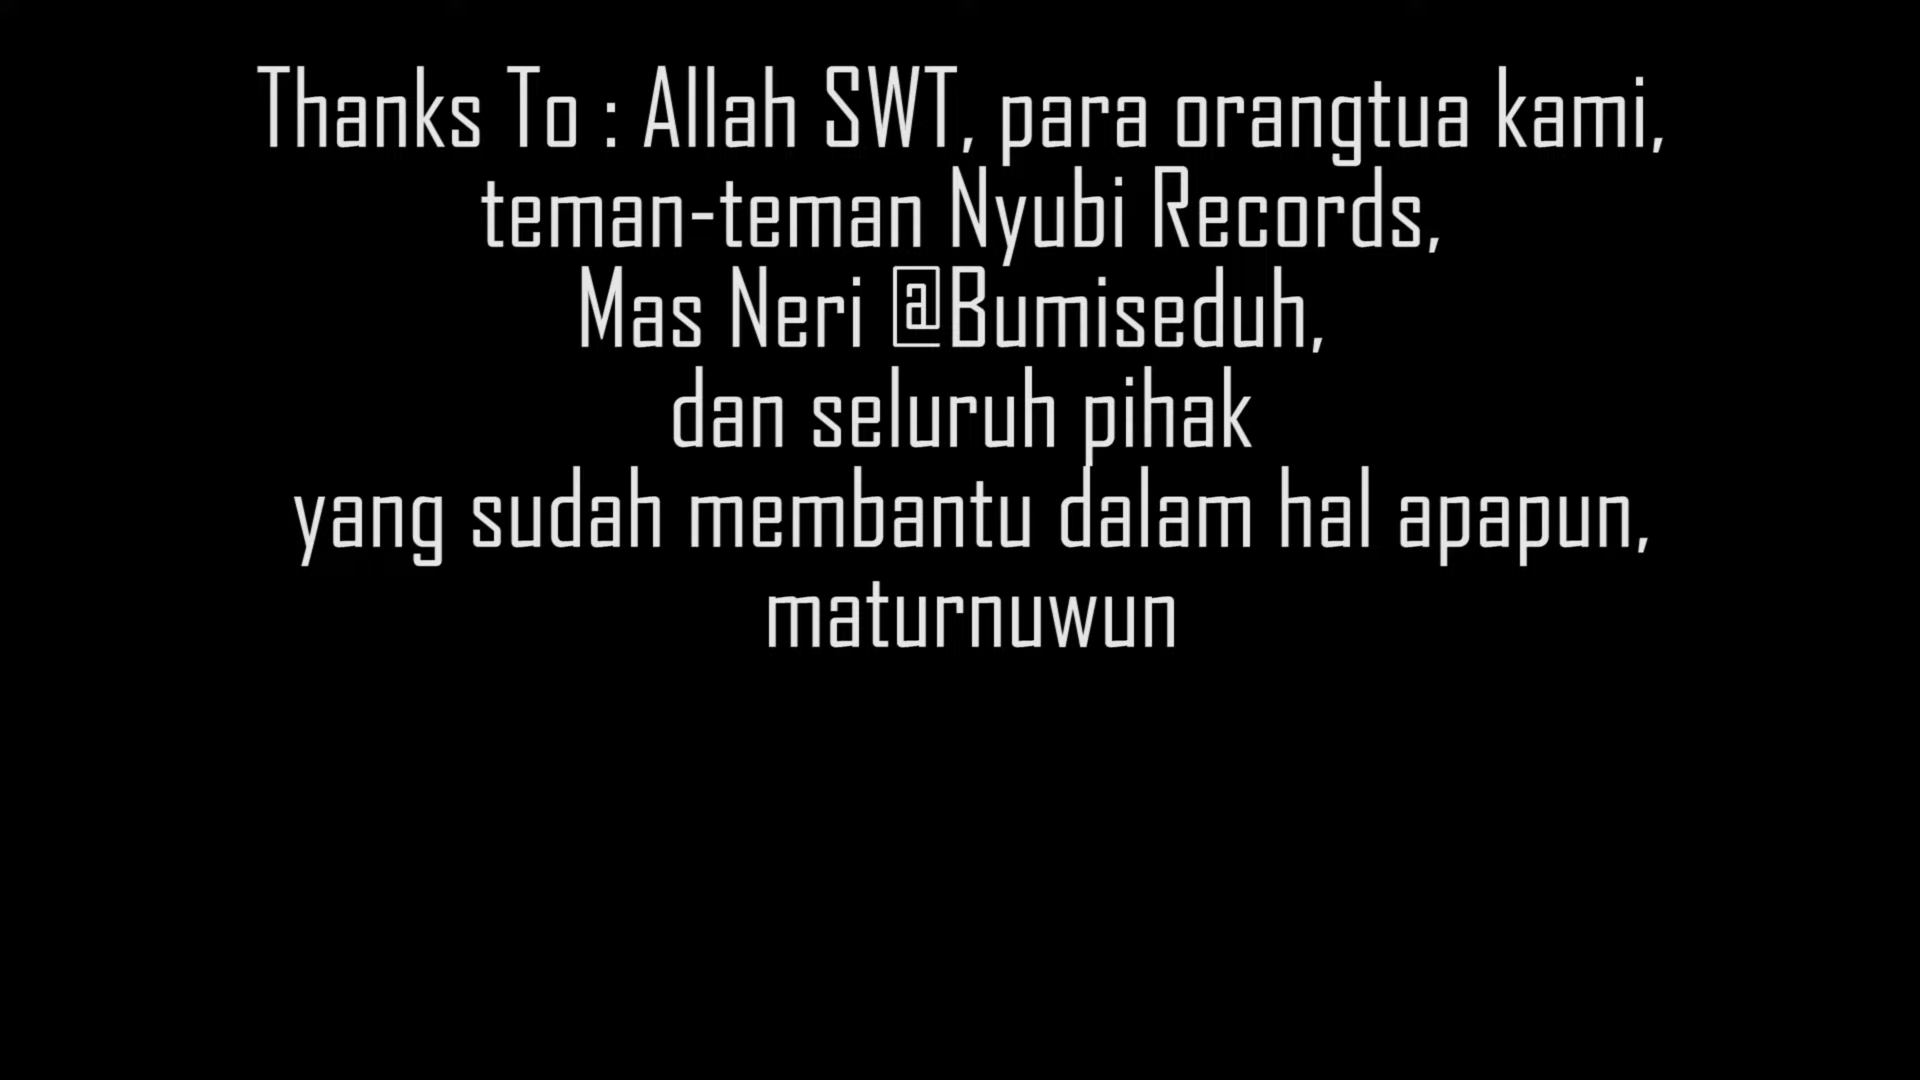 Thanks To : Allah SWT, para orangtua kami,
teman-teman Nyubi Records,
Mas Neri @Bumiseduh,
dan seluruh pihak
yang sudah membantu dalam hal apapun,
maturnuwun